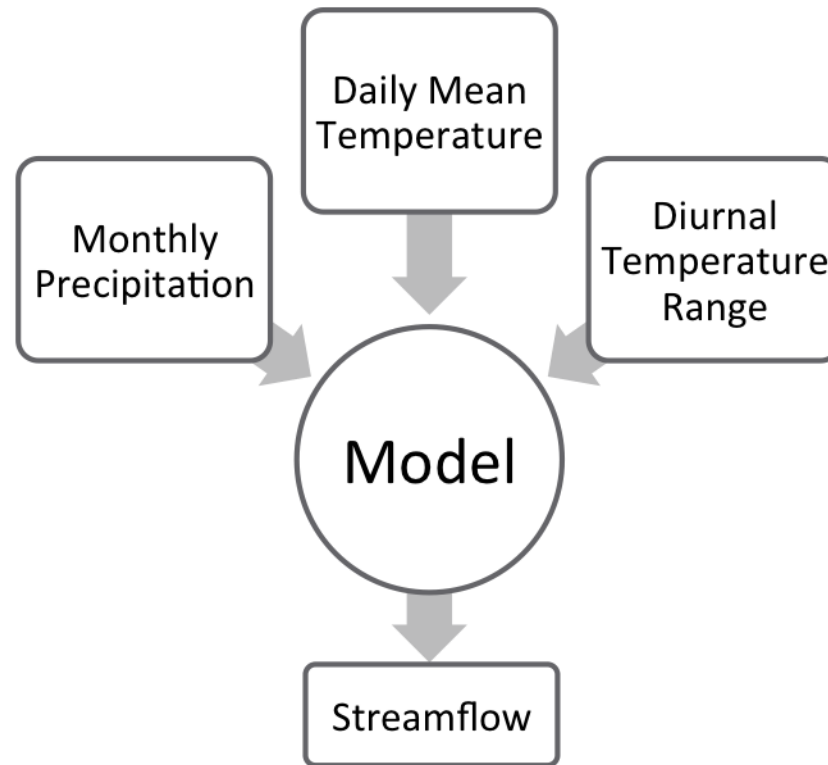 Daily Mean
Temperature
Monthly
Precipitation
Diurnal
Temperature
Range
Model
Streamflow